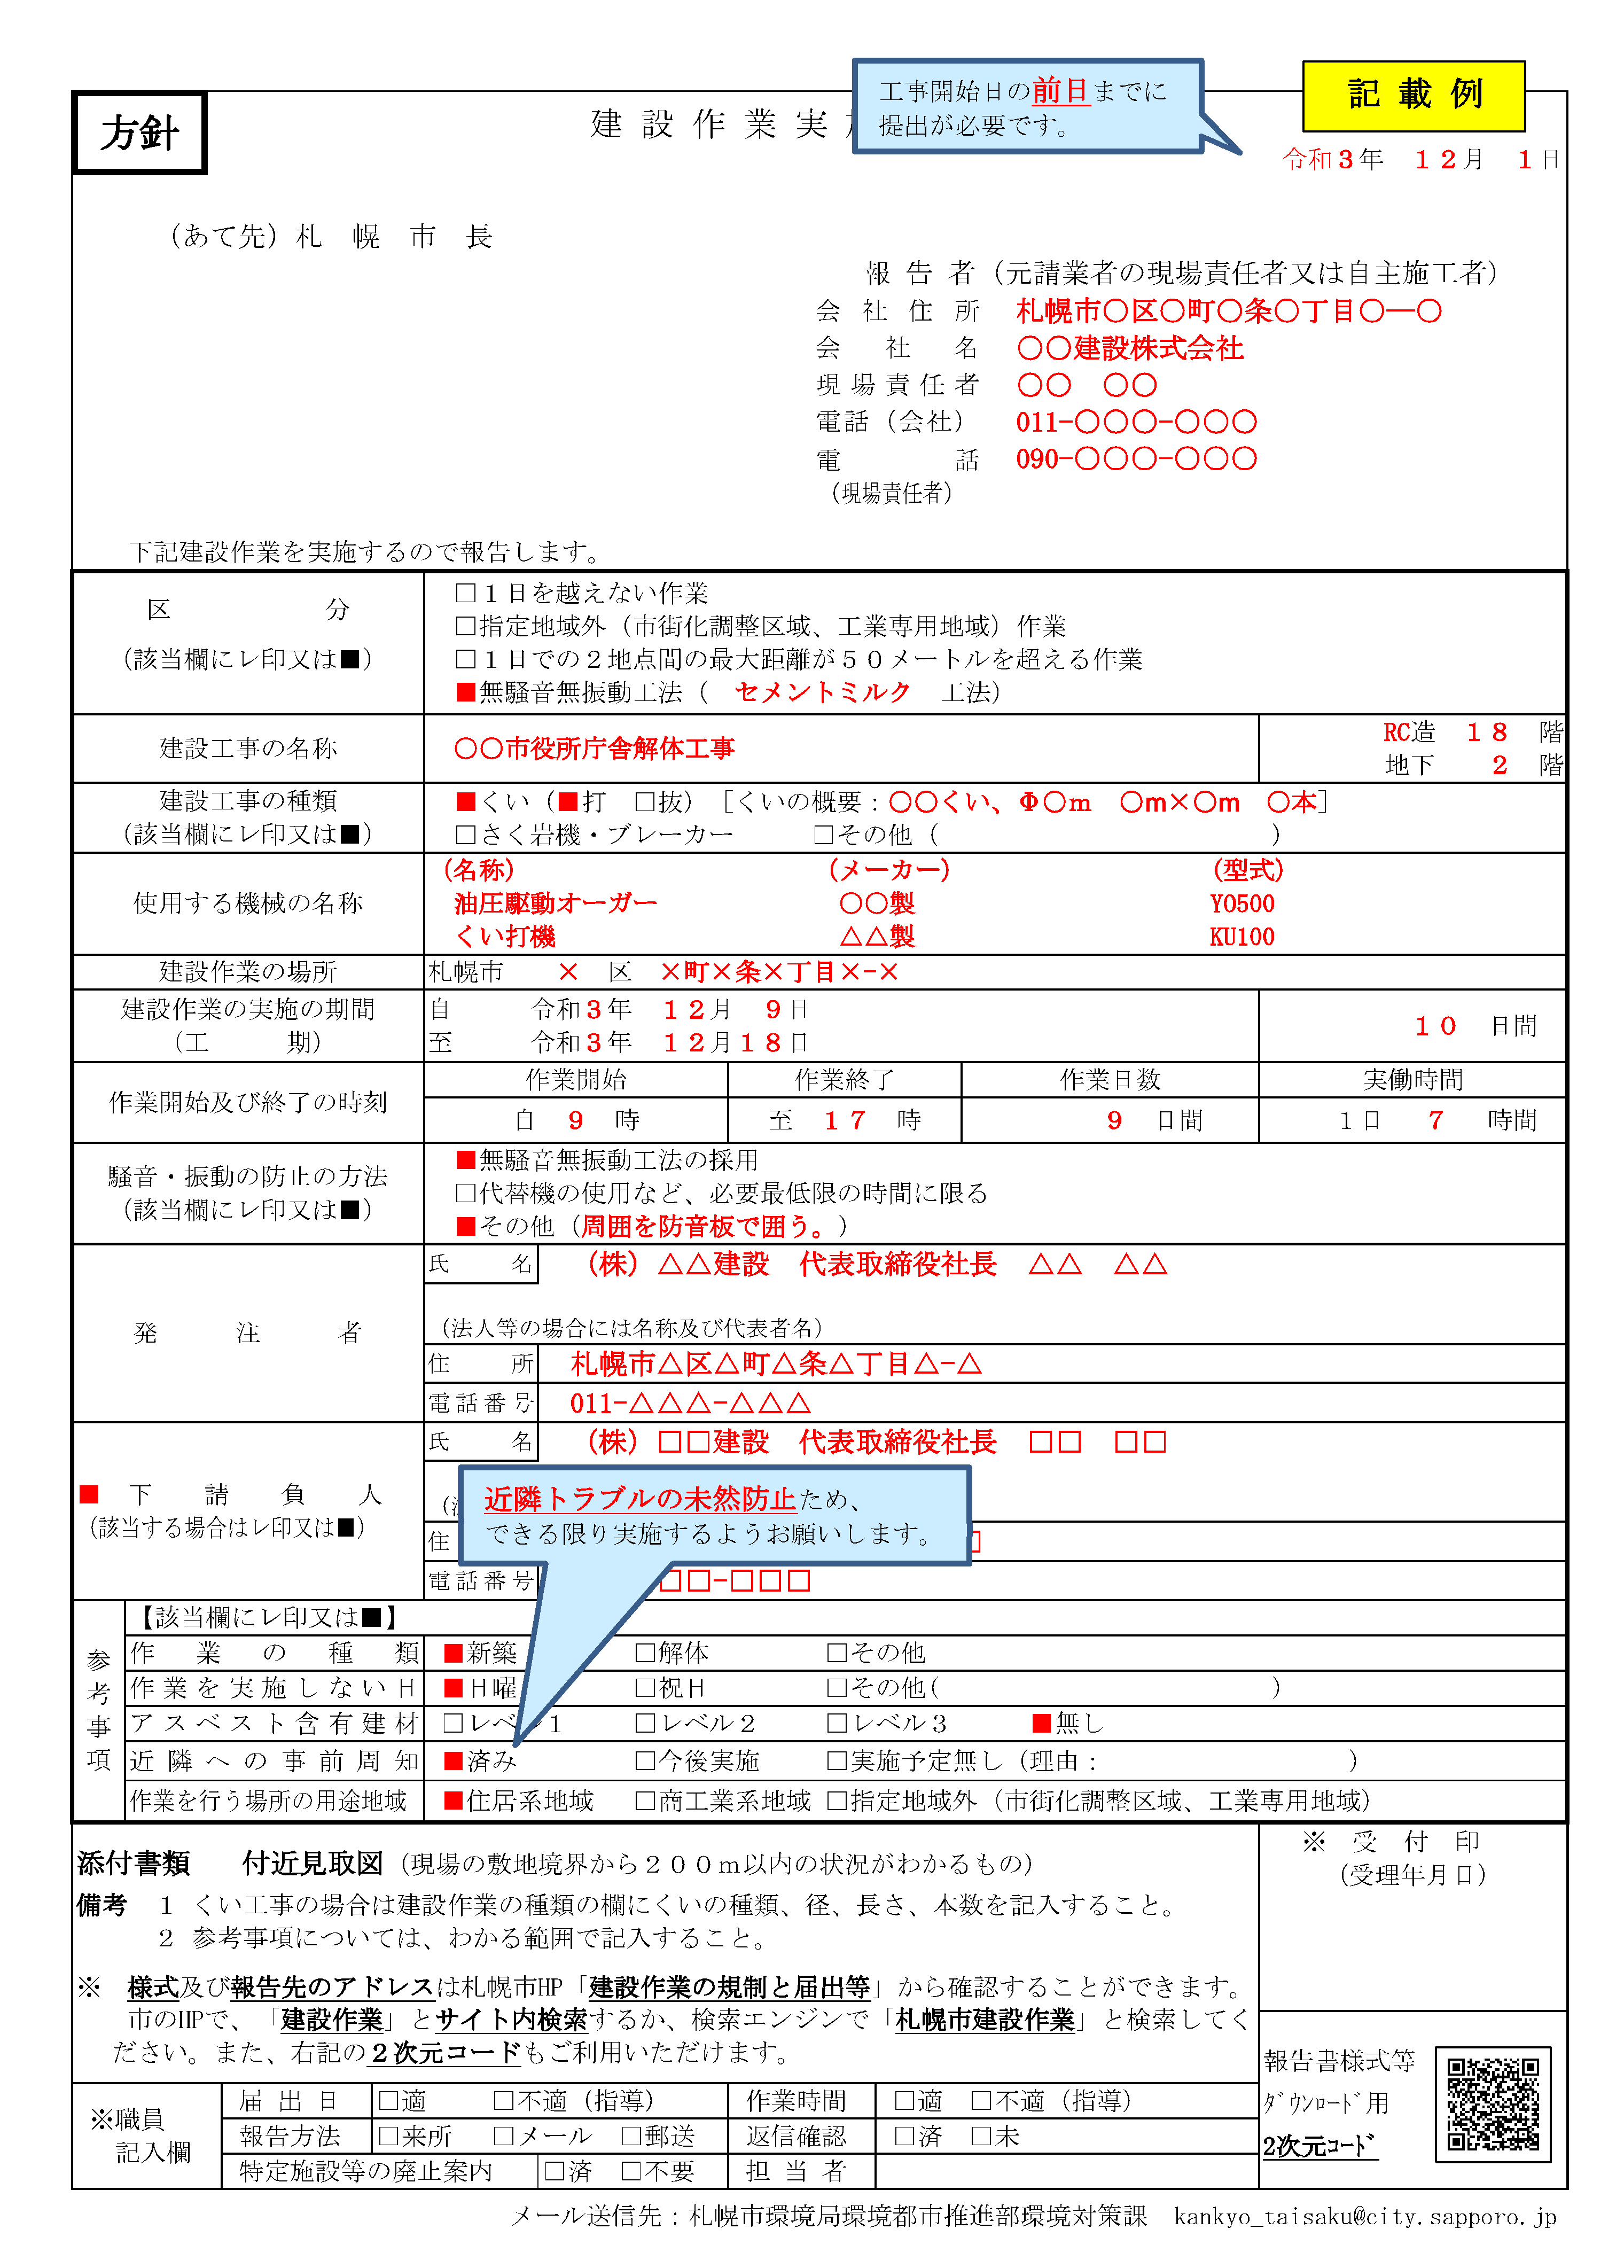 方針
建設作業実
工事開始日の前日までに
提出が必要です。
記載例
令和3年 12月 1日
（あて先）札幌市長
報告者（元請業者の現場責任者又は自主施工者）
会社住所 札幌市〇区〇町〇条〇丁目〇―〇
会社名 〇〇建設株式会社
現場責任者 〇〇 〇〇
電話（会社） 011-〇〇〇-〇〇〇
電話 090-〇〇〇-〇〇〇
（現場責任者）
下記建設作業を実施するので報告します。
区分
（該当欄にレ印又は■）
□１日を越えない作業
□指定地域外（市街化調整区域、工業専用地域）作業
□１日での２地点間の最大距離が５０メートルを超える作業
■無騒音無振動工法（ セメントミルク 工法）
建設工事の名称 〇〇市役所庁舎解体工事
RC造 １８ 階
地下 ２ 階
建設工事の種類
（該当欄にレ印又は■）
■くい（■打 □抜）［くいの概要：〇〇くい、Φ〇m 〇m×〇m 〇本］
□さく岩機・ブレーカー □その他（ ）
使用する機械の名称
（名称） （メーカー） （型式）
油圧駆動オーガー 〇〇製 YO500
くい打機 △△製 KU100
建設作業の場所 札幌市 × 区 ×町×条×丁目×-×
建設作業の実施の期間
（工期）
自 令和３年 １２月 ９日
至 令和３年 １２月１８日
１０ 日間
作業開始及び終了の時刻
作業開始 作業終了 作業日数 実働時間
自 ９ 時 至 １７ 時 ９ 日間 １日 ７ 時間
騒音・振動の防止の方法
（該当欄にレ印又は■）
■無騒音無振動工法の採用
□代替機の使用など、必要最低限の時間に限る
■その他（周囲を防音板で囲う。）
発注者
氏名 （株）△△建設 代表取締役社長 △△ △△
（法人等の場合には名称及び代表者名）
住所 札幌市△区△町△条△丁目△-△
電話番号 011-△△△-△△△
■ 下請負人
（該当する場合はレ印又は■）
氏名 （株）□□建設 代表取締役社長 □□ □□
近隣トラブルの未然防止ため、
できる限り実施するようお願いします。
住
電話番号 □□-□□□
参考事項
【該当欄にレ印又は■】
作業の種類 ■新築 □解体 □その他
作業を実施しない日 ■日曜 □祝日 □その他( )
アスベスト含有建材 □レベル１ □レベル２ □レベル３ ■無し
近隣への事前周知 ■済み □今後実施 □実施予定無し（理由： ）
作業を行う場所の用途地域 ■住居系地域 □商工業系地域 □指定地域外（市街化調整区域、工業専用地域）
添付書類 付近見取図（現場の敷地境界から２００m以内の状況がわかるもの）
備考 １ くい工事の場合は建設作業の種類の欄にくいの種類、径、長さ、本数を記入すること。
２ 参考事項については、わかる範囲で記入すること。
※ 様式及び報告先のアドレスは札幌市HP「建設作業の規制と届出等」から確認することができます。
市のHPで、「建設作業」とサイト内検索するか、検索エンジンで「札幌市建設作業」と検索してく
ださい。また、右記の２次元コードもご利用いただけます。
※ 受付印
（受理年月日）
報告書様式等
ﾀﾞｳﾝﾛｰﾄﾞ用
2次元ｺｰﾄﾞ
※職員
記入欄
届出日 □適 □不適（指導） 作業時間 □適 □不適（指導）
報告方法 □来所 □メール □郵送 返信確認 □済 □未
特定施設等の廃止案内 □済 □不要 担当者
メール送信先：札幌市環境局環境都市推進部環境対策課 kankyo_taisaku@city.sapporo.jp